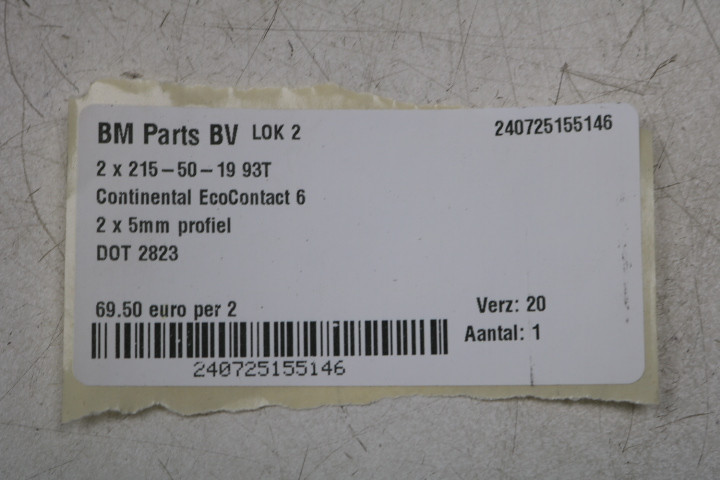 BM Parts BV LOK 2 240725155146
2 x 215-50-19 93T
Continental EcoContact 6
2 x 5mm profiel
DOT 2823
69.50 euro per 2 Verz: 20
Aantal: 1
240725155146